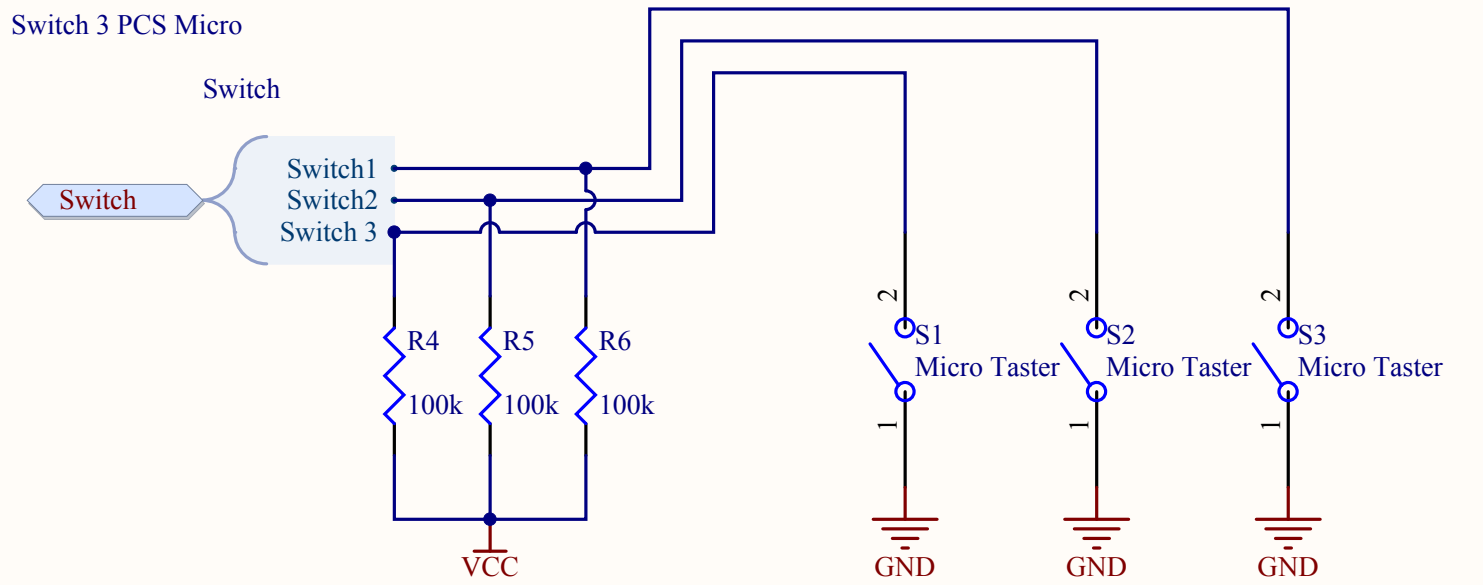 Switch 3 PCS Micro
Switch
Switch
Switch1
Switch2
Switch 3
R4
100k
R5
100k
R6
100k
VCC
2
S1
Micro Taster
1
GND
2
S2
Micro Taster
1
GND
2
S3
Micro Taster
1
GND